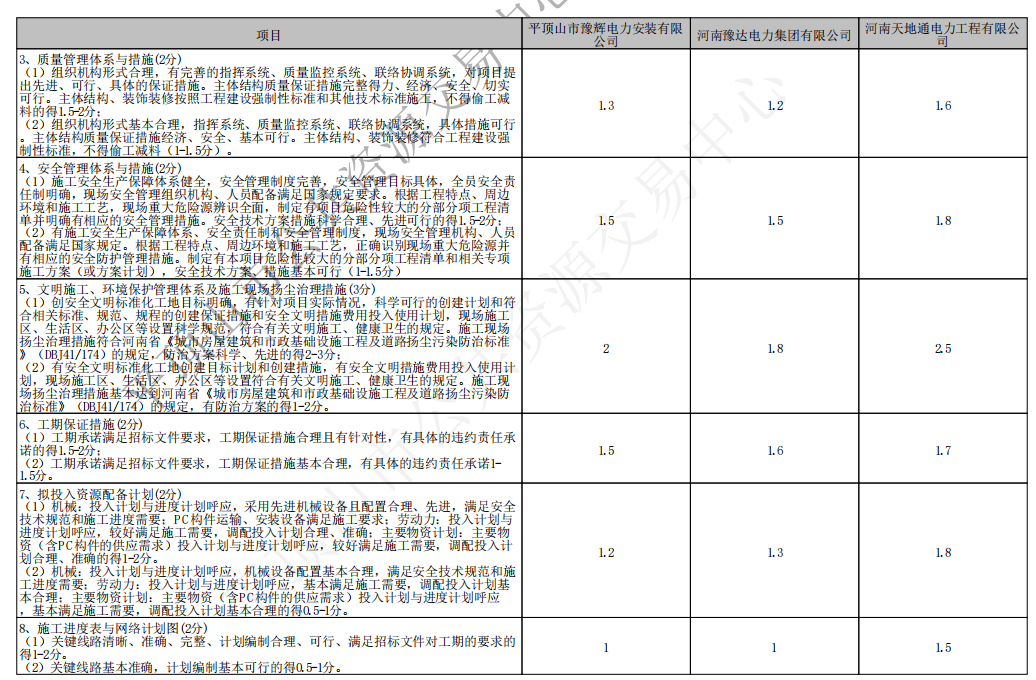 项目
平顶山市豫辉电力安装有限
公司
河南豫达电力集团有限公司
河南天地通电力工程有限公
司
3、质量管理体系与措施(2分)
（1）组织机构形式合理，有完善的指挥系统、质量监控系统、联络协调系统，对项目提
出先进、可行、具体的保证措施。主体结构质量保证措施完整得力、经济、安全、切实
可行。主体结构、装饰装修按照工程建设强制性标准和其他技术标准施工，不得偷工减
料的得1.5-2分；
（2）组织机构形式基本合理，指挥系统、质量监控系统、联络协调系统，具体措施可行
，主体结构质量保证措施经济、安全、基本可行。主体结构、装饰装修符合工程建设强
制性标准，不得偷工减料（1-1.5分）。
1.3
1.2
1.6
4、安全管理体系与措施(2分)
（1）施工安全生产保障体系健全，安全管理制度完善，安全管理目标具体，全员安全责
任制明确，现场安全管理组织机构、人员配备满足国家规定要求。根据工程特点、周边
环境和施工工艺，现场重大危险源辨识全面，制定有项目危险性较大的分部分项工程清
单并明确有相应的安全管理措施。安全技术方案措施科学合理、先进可行的得1.5-2分；
（2）有施工安全生产保障体系、安全责任制和安全管理制度，现场安全管理机构、人员
配备满足国家规定。根据工程特点、周边环境和施工工艺，正确识别现场重大危险源并
有相应的安全防护管理措施。制定有本项目危险性较大的分部分项工程清单和相关专项
施工方案（或方案计划），安全技术方案、措施基本可行（1-1.5分）
1.5
1.5
1.8
5、文明施工、环境保护管理体系及施工现场扬尘治理措施(3分)
（1）创安全文明标准化工地目标明确，有针对项目实际情况，科学可行的创建计划和符
合相关标准、规范、规程的创建保证措施和安全文明措施费用投入使用计划，现场施工
区、生活区、办公区等设置科学规范，符合有关文明施工、健康卫生的规定。施工现场
扬尘治理措施符合河南省《城市房屋建筑和市政基础设施工程及道路扬尘污染防治标准
》（DBJ41/174）的规定，防治方案科学、先进的得2-3分；
（2）有安全文明标准化工地创建目标计划和创建措施，有安全文明措施费用投入使用计
划，现场施工区、生活区、办公区等设置符合有关文明施工、健康卫生的规定。施工现
场扬尘治理措施基本达到河南省《城市房屋建筑和市政基础设施工程及道路扬尘污染防
治标准》（DBJ41/174）的规定，有防治方案的得1-2分。
2
1.8
2.5
6、工期保证措施(2分)
（1）工期承诺满足招标文件要求，工期保证措施合理且有针对性，有具体的违约责任承
诺的得1.5-2分；
（2）工期承诺满足招标文件要求，工期保证措施基本合理，有具体的违约责任承诺1-
1.5分。
1.5
1.6
1.7
7、拟投入资源配备计划(2分)
（1）机械：投入计划与进度计划呼应，采用先进机械设备且配置合理、先进，满足安全
技术规范和施工进度需要；PC构件运输、安装设备满足施工要求；劳动力：投入计划与
进度计划呼应，较好满足施工需要，调配投入计划合理、准确；主要物资计划：主要物
资（含PC构件的供应需求）投入计划与进度计划呼应，较好满足施工需要，调配投入计
划合理、准确的得1-2分。
（2）机械：投入计划与进度计划呼应，机械设备配置基本合理，满足安全技术规范和施
工进度需要；劳动力：投入计划与进度计划呼应，基本满足施工需要，调配投入计划基
本合理；主要物资计划：主要物资（含PC构件的供应需求）投入计划与进度计划呼应
，基本满足施工需要，调配投入计划基本合理的得0.5-1分。
1.2
1.3
1.8
8、施工进度表与网络计划图(2分)
（1）关键线路清晰、准确、完整、计划编制合理、可行、满足招标文件对工期的要求的
得1-2分。
（2）关键线路基本准确，计划编制基本可行的得0.5-1分。
1
1
1.5